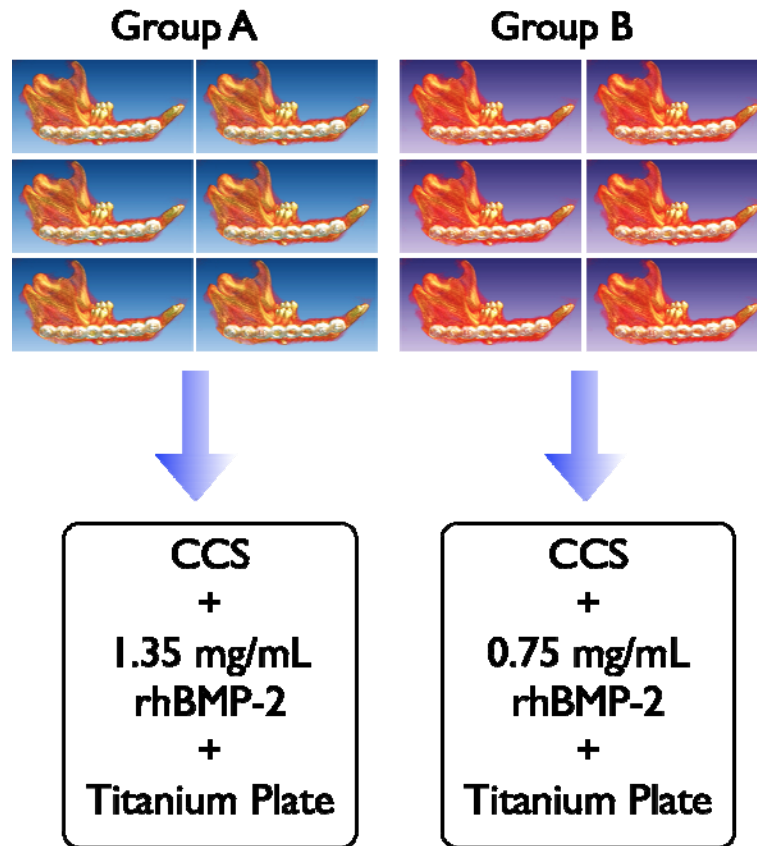 Group A
Group B
CCS
+
1.35 mg/mL
rhBMP-2
+
Titanium Plate
CCS
+
0.75 mg/mL
rhBMP-2
+
Titanium Plate